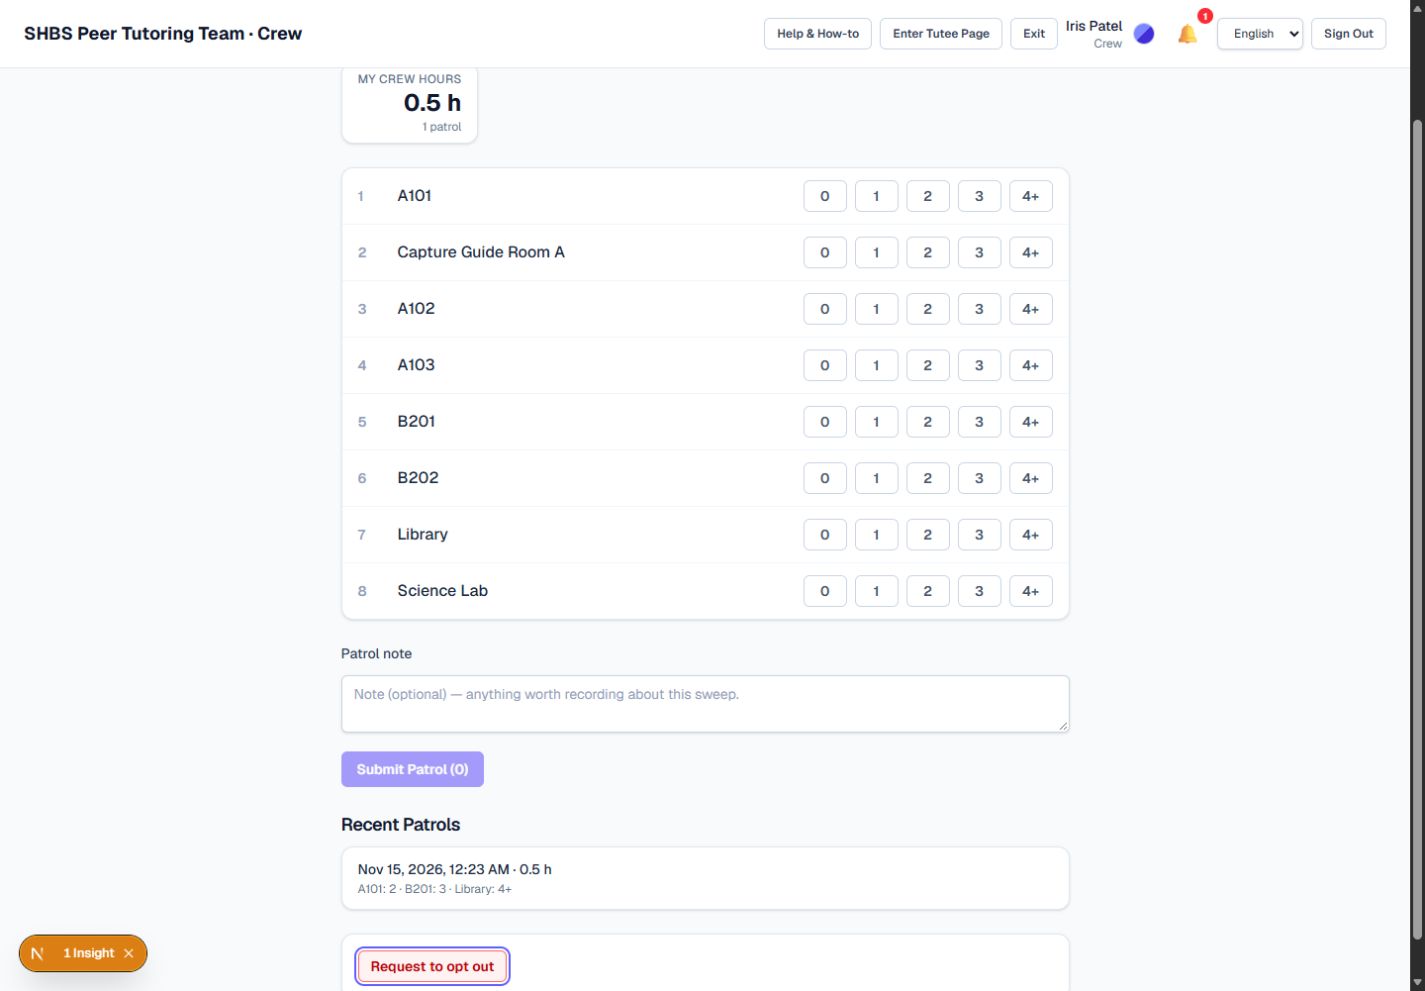 SHBS Peer Tutoring Team · Crew
Help & How-to
Enter Tutee Page
Exit
Iris Patel
Crew
1
English
Sign Out
MY CREW HOURS
0.5 h
1 patrol
1 A101 0 1 2 3 4+
2 Capture Guide Room A 0 1 2 3 4+
3 A102 0 1 2 3 4+
4 A103 0 1 2 3 4+
5 B201 0 1 2 3 4+
6 B202 0 1 2 3 4+
7 Library 0 1 2 3 4+
8 Science Lab 0 1 2 3 4+
Patrol note
Note (optional) — anything worth recording about this sweep.
Submit Patrol (0)
Recent Patrols
Nov 15, 2026, 12:23 AM · 0.5 h
A101: 2 · B201: 3 · Library: 4+
N 1 Insight ×
Request to opt out